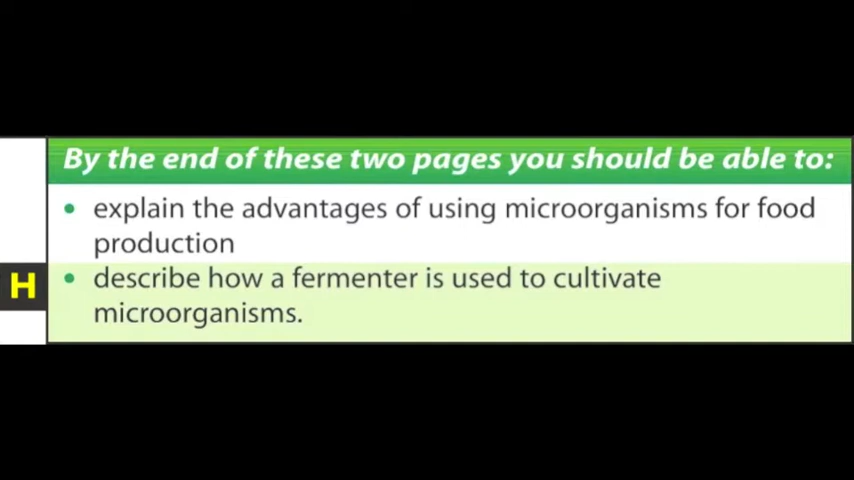 By the end of these two pages you should be able to:
• explain the advantages of using microorganisms for food
production
H • describe how a fermenter is used to cultivate
microorganisms.